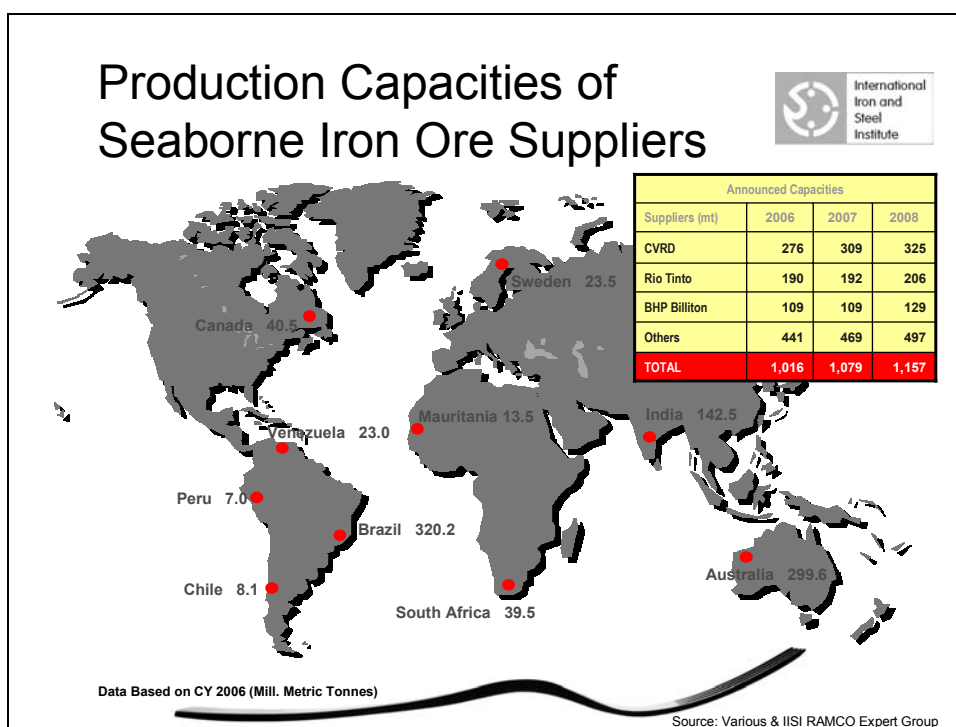 Production Capacities of
Seaborne Iron Ore Suppliers
International
Iron and
Steel
Institute
Announced Capacities
Suppliers (mt) 2006 2007 2008
CVRD 276 309 325
Rio Tinto 190 192 206
BHP Billiton 109 109 129
Others 441 469 497
TOTAL 1,016 1,079 1,157
Sweden 23.5
Canada 40.5
Mauritania 13.5
India 142.5
Venezuela 23.0
Peru 7.0
Brazil 320.2
Australia 299.6
Chile 8.1
South Africa 39.5
Data Based on CY 2006 (Mill. Metric Tonnes)
Source: Various & IISI RAMCO Expert Group